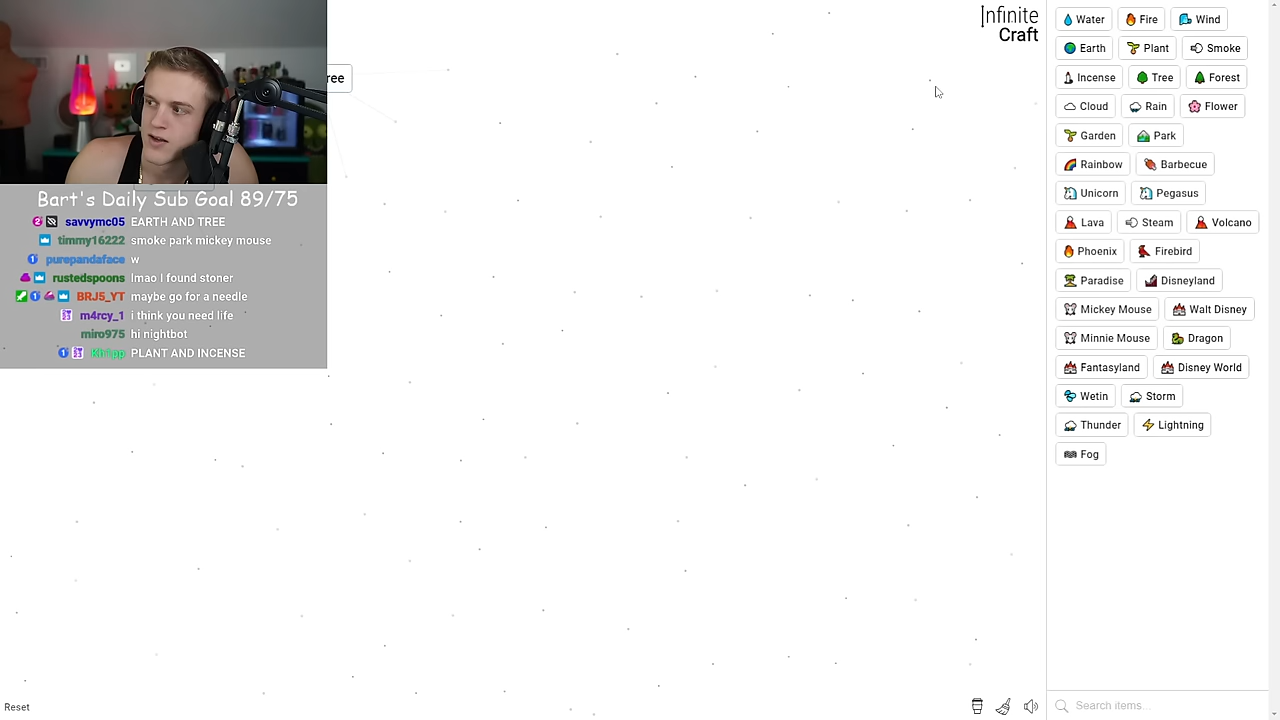 Infinite
Craft
ree
Bart's Daily Sub Goal 89/75
savvymc05 EARTH AND TREE
timmy16222 smoke park mickey mouse
purepandaface w
rustedspoons lmao I found stoner
BRJ5_YT maybe go for a needle
m4rcy_1 i think you need life
miro975 hi nightbot
PLANT AND INCENSE
Water Fire Wind
Earth Plant Smoke
Incense Tree Forest
Cloud Rain Flower
Garden Park
Rainbow Barbecue
Unicorn Pegasus
Lava Steam Volcano
Phoenix Firebird
Paradise Disneyland
Mickey Mouse Walt Disney
Minnie Mouse Dragon
Fantasyland Disney World
Wetin Storm
Thunder Lightning
Fog
Reset
Search items...